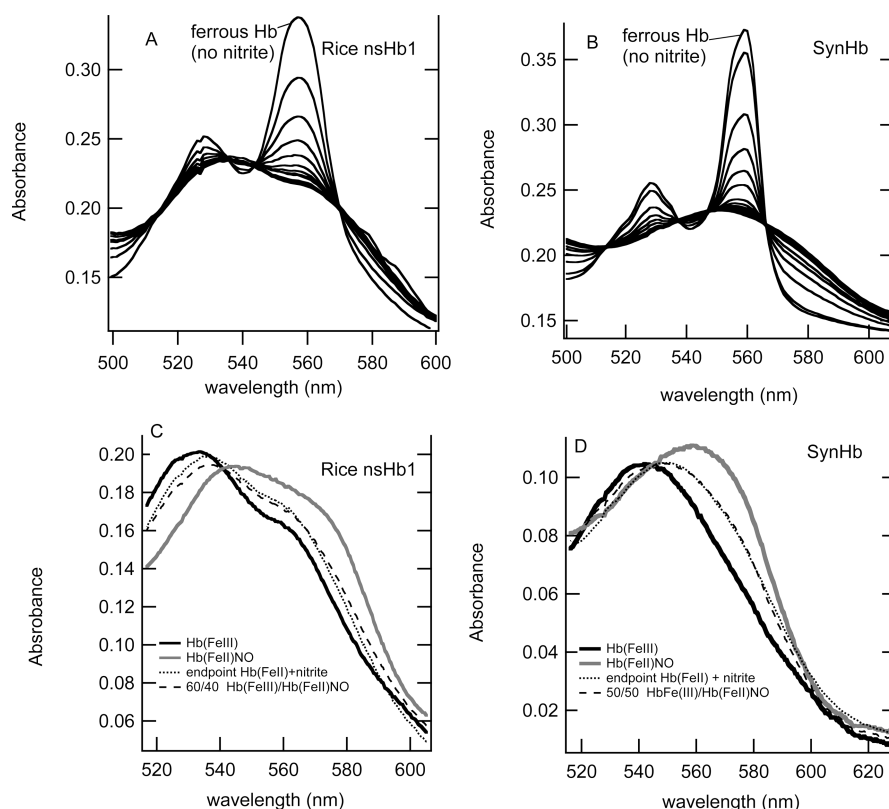 A
ferrous Hb
(no nitrite)
Rice nsHb1
0.30
0.25
0.20
0.15
Absorbance
500 520 540 560 580 600
wavelength (nm)
B
ferrous Hb
(no nitrite)
SynHb
0.35
0.30
0.25
0.20
0.15
Absorbance
500 520 540 560 580 600
wavelength (nm)
C
Rice nsHb1
0.20
0.18
0.16
0.14
0.12
0.10
0.08
0.06
Absrobance
Hb(FeIII)
Hb(FeII)NO
endpoint Hb(FeII)+nitrite
60/40 Hb(FeIII)/Hb(FeII)NO
520 540 560 580 600
wavelength (nm)
D
SynHb
0.10
0.08
0.06
0.04
0.02
Absorbance
Hb(FeIII)
Hb(FeII)NO
endpoint Hb(FeII) + nitrite
50/50 HbFe(III)/Hb(FeII)NO
520 540 560 580 600 620
wavelength (nm)